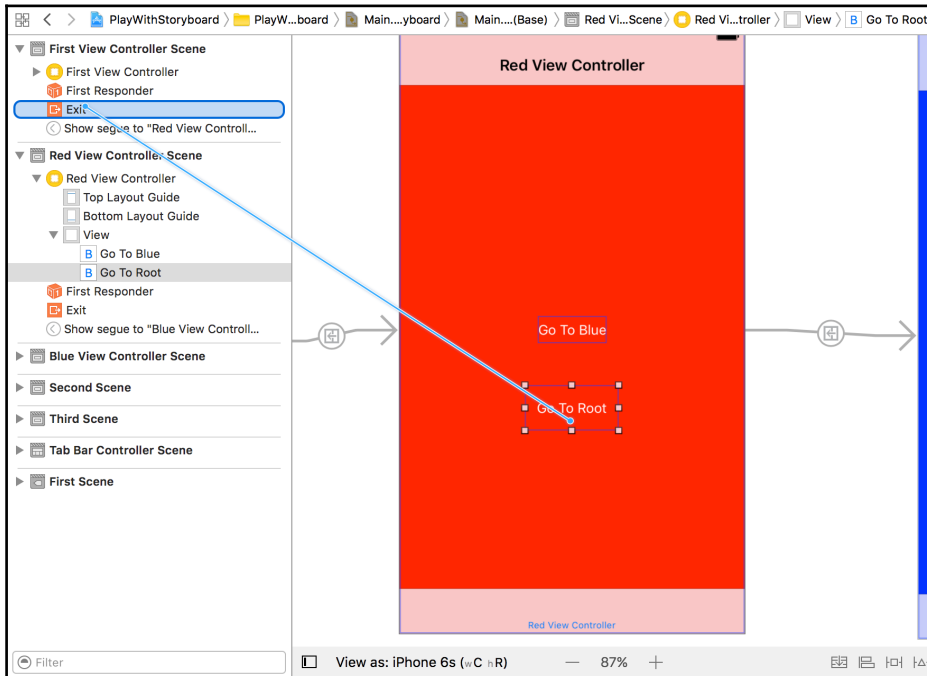 PlayWithStoryboard PlayW...board Main....yboard Main....(Base) Red Vi...Scene Red Vi...troller View B Go To Root
First View Controller Scene
First View Controller
First Responder
Exit
Show segue to "Red View Controll...
Red View Controller Scene
Red View Controller
Top Layout Guide
Bottom Layout Guide
View
B Go To Blue
B Go To Root
First Responder
Exit
Show segue to "Blue View Controll...
Blue View Controller Scene
Second Scene
Third Scene
Tab Bar Controller Scene
First Scene
Filter
Red View Controller
Go To Blue
Go To Root
Red View Controller
View as: iPhone 6s (wC hR) — 87% +